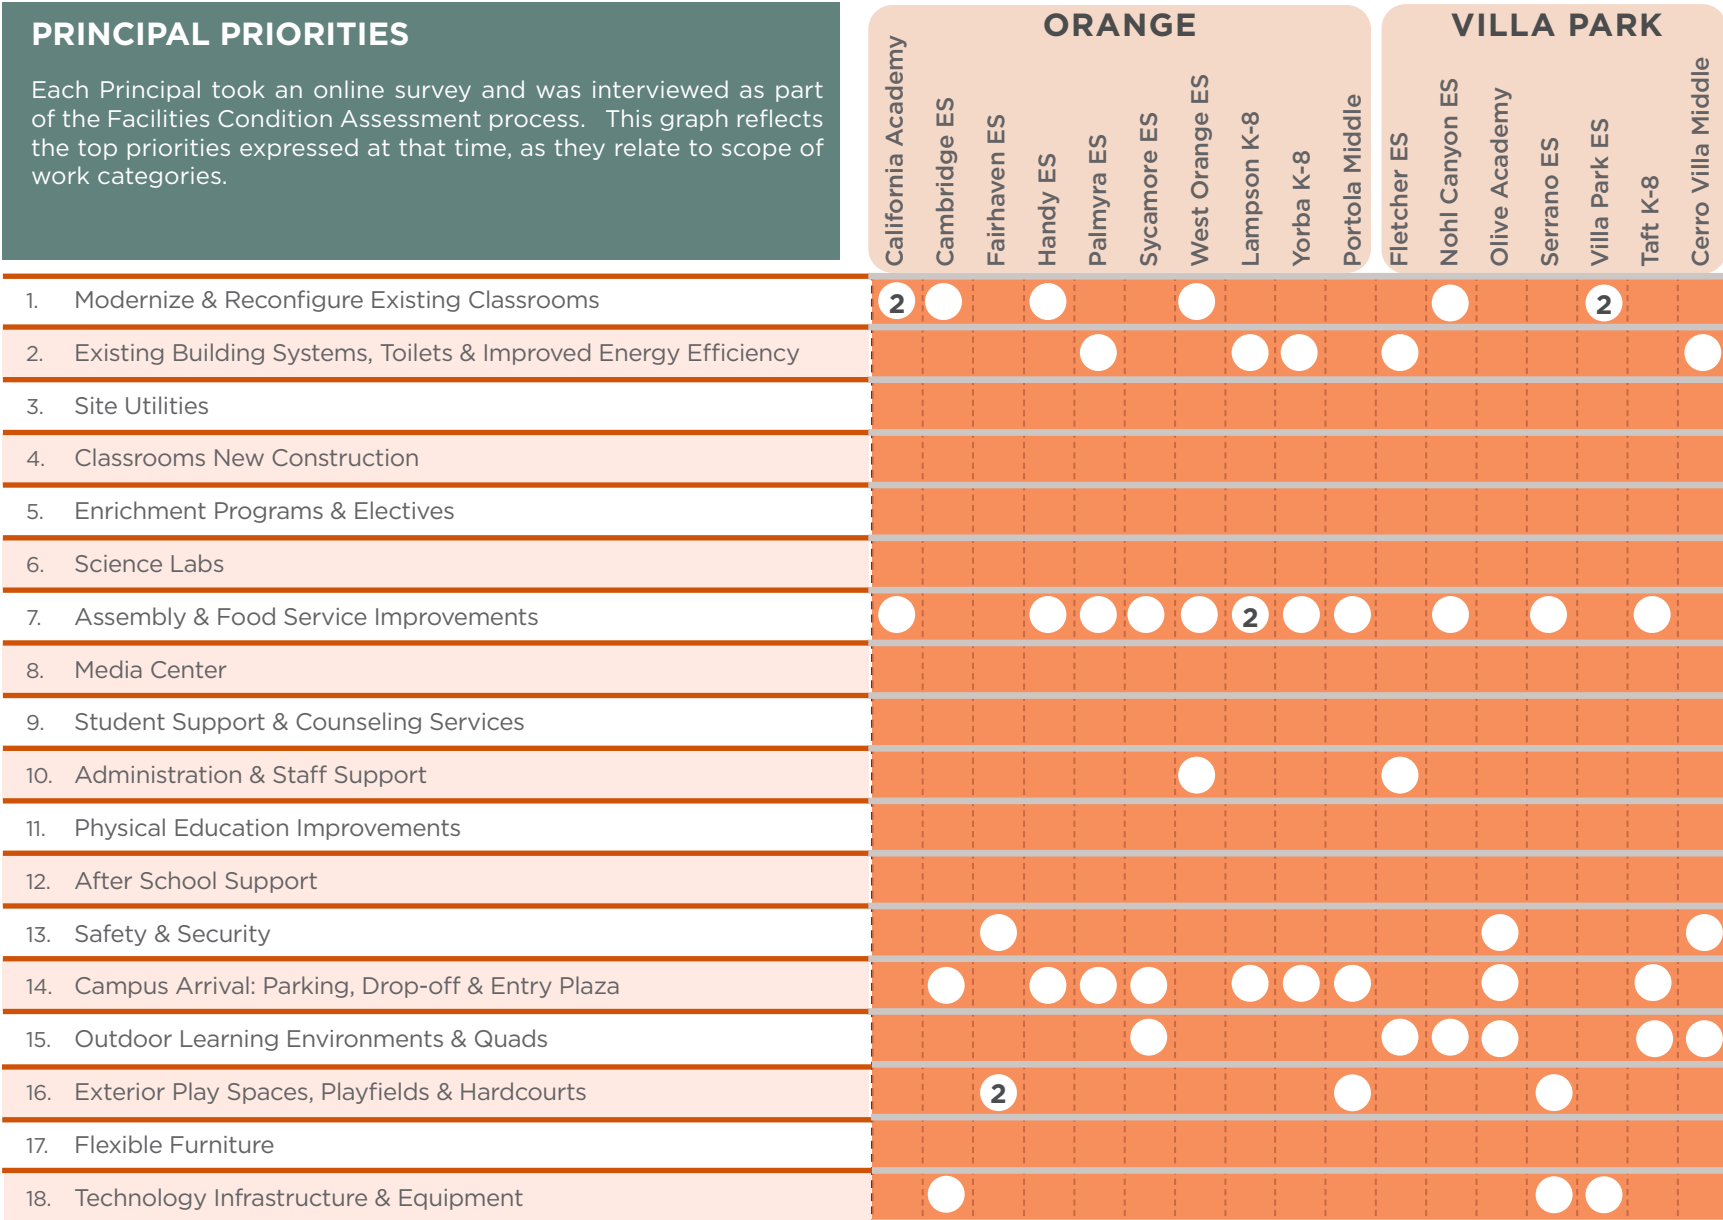 PRINCIPAL PRIORITIES
Each Principal took an online survey and was interviewed as part
of the Facilities Condition Assessment process. This graph reflects
the top priorities expressed at that time, as they relate to scope of
work categories.
ORANGE
California Academy
Cambridge ES
Fairhaven ES
Handy ES
Palmyra ES
Sycamore ES
West Orange ES
Lampson K-8
Yorba K-8
Portola Middle
VILLA PARK
Fletcher ES
Nohl Canyon ES
Olive Academy
Serrano ES
Villa Park ES
Taft K-8
Cerro Villa Middle
1. Modernize & Reconfigure Existing Classrooms 2 2
2. Existing Building Systems, Toilets & Improved Energy Efficiency
3. Site Utilities
4. Classrooms New Construction
5. Enrichment Programs & Electives
6. Science Labs
7. Assembly & Food Service Improvements 2
8. Media Center
9. Student Support & Counseling Services
10. Administration & Staff Support
11. Physical Education Improvements
12. After School Support
13. Safety & Security
14. Campus Arrival: Parking, Drop-off & Entry Plaza
15. Outdoor Learning Environments & Quads
16. Exterior Play Spaces, Playfields & Hardcourts 2
17. Flexible Furniture
18. Technology Infrastructure & Equipment